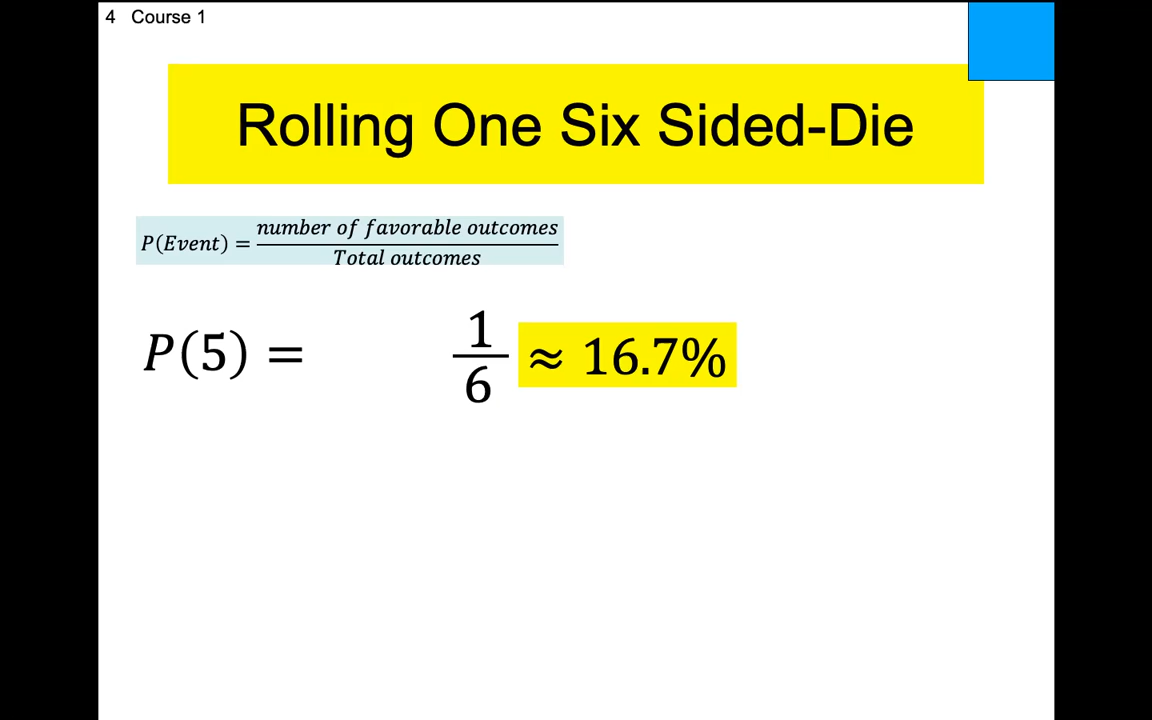 4 Course 1
Rolling One Six Sided-Die
P(Event) = number of favorable outcomes / Total outcomes
P(5) = 1/6 ≈ 16.7%